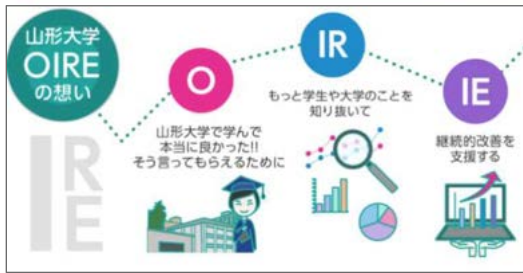 山形大学
OIRE
の想い
IR
E
O
山形大学で学んで
本当に良かった!!
そう言ってもらえるために
IR
もっと学生や大学のことを
知り抜いて
IE
継続的改善を
支援する